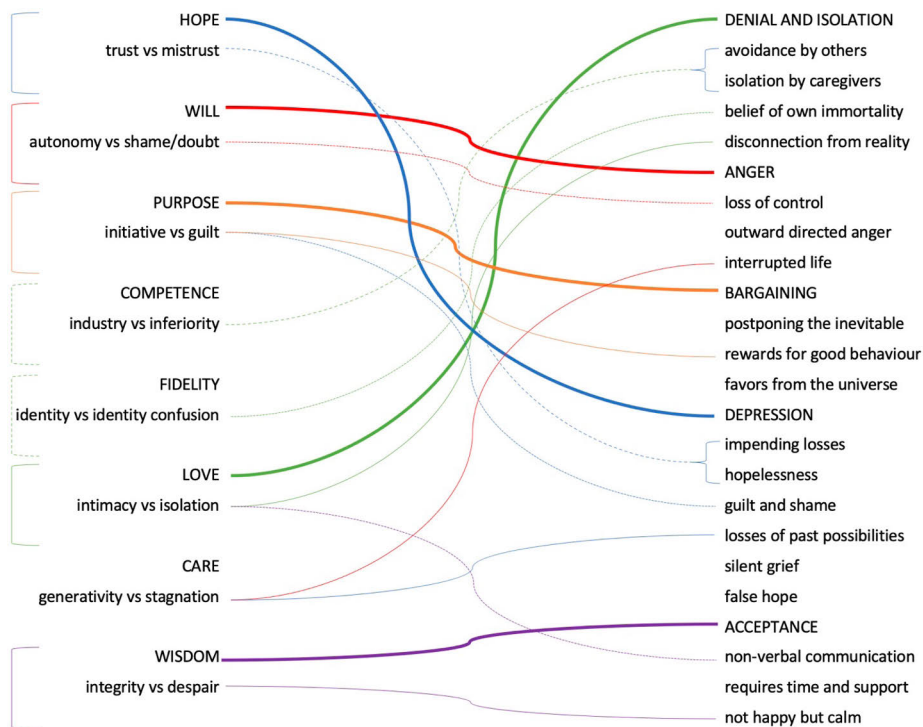 HOPE
trust vs mistrust
WILL
autonomy vs shame/doubt
PURPOSE
initiative vs guilt
COMPETENCE
industry vs inferiority
FIDELITY
identity vs identity confusion
LOVE
intimacy vs isolation
CARE
generativity vs stagnation
WISDOM
integrity vs despair
DENIAL AND ISOLATION
avoidance by others
isolation by caregivers
belief of own immortality
disconnection from reality
ANGER
loss of control
outward directed anger
interrupted life
BARGAINING
postponing the inevitable
rewards for good behaviour
favors from the universe
DEPRESSION
impending losses
hopelessness
guilt and shame
losses of past possibilities
silent grief
false hope
ACCEPTANCE
non-verbal communication
requires time and support
not happy but calm